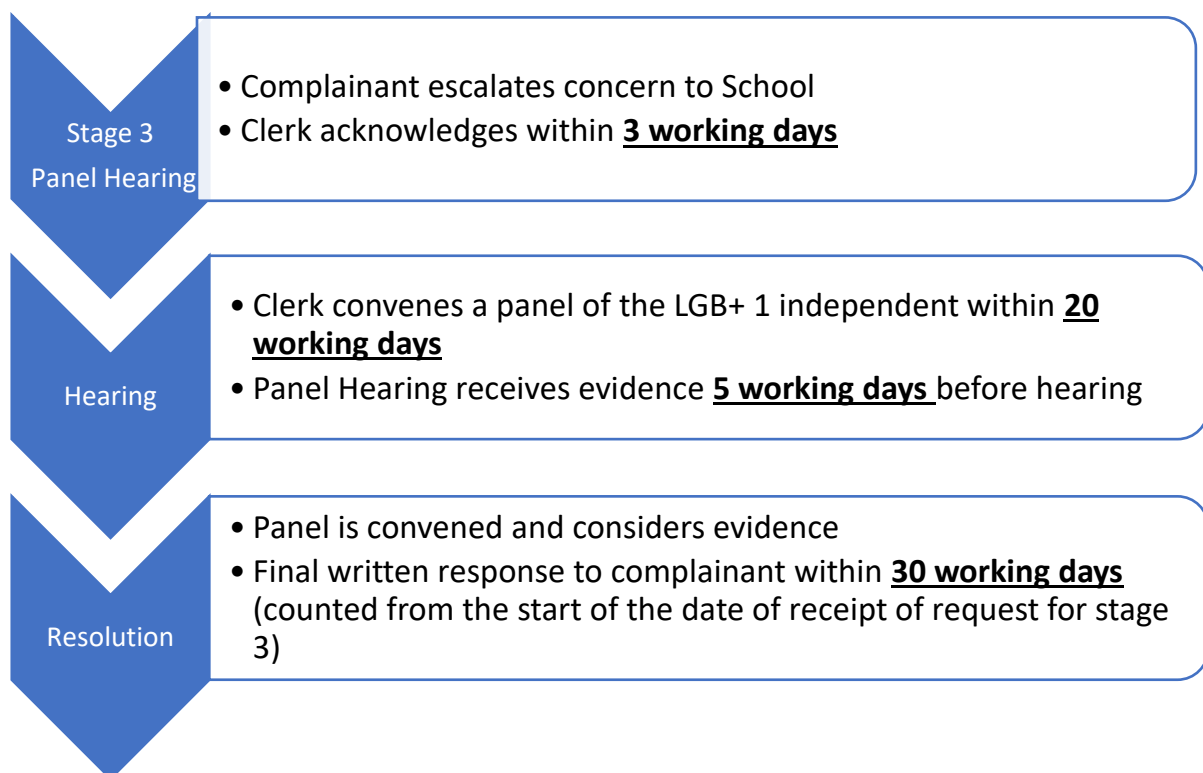 Stage 3
Panel Hearing
• Complainant escalates concern to School
• Clerk acknowledges within 3 working days
Hearing
• Clerk convenes a panel of the LGB+ 1 independent within 20
working days
• Panel Hearing receives evidence 5 working days before hearing
Resolution
• Panel is convened and considers evidence
• Final written response to complainant within 30 working days
(counted from the start of the date of receipt of request for stage
3)